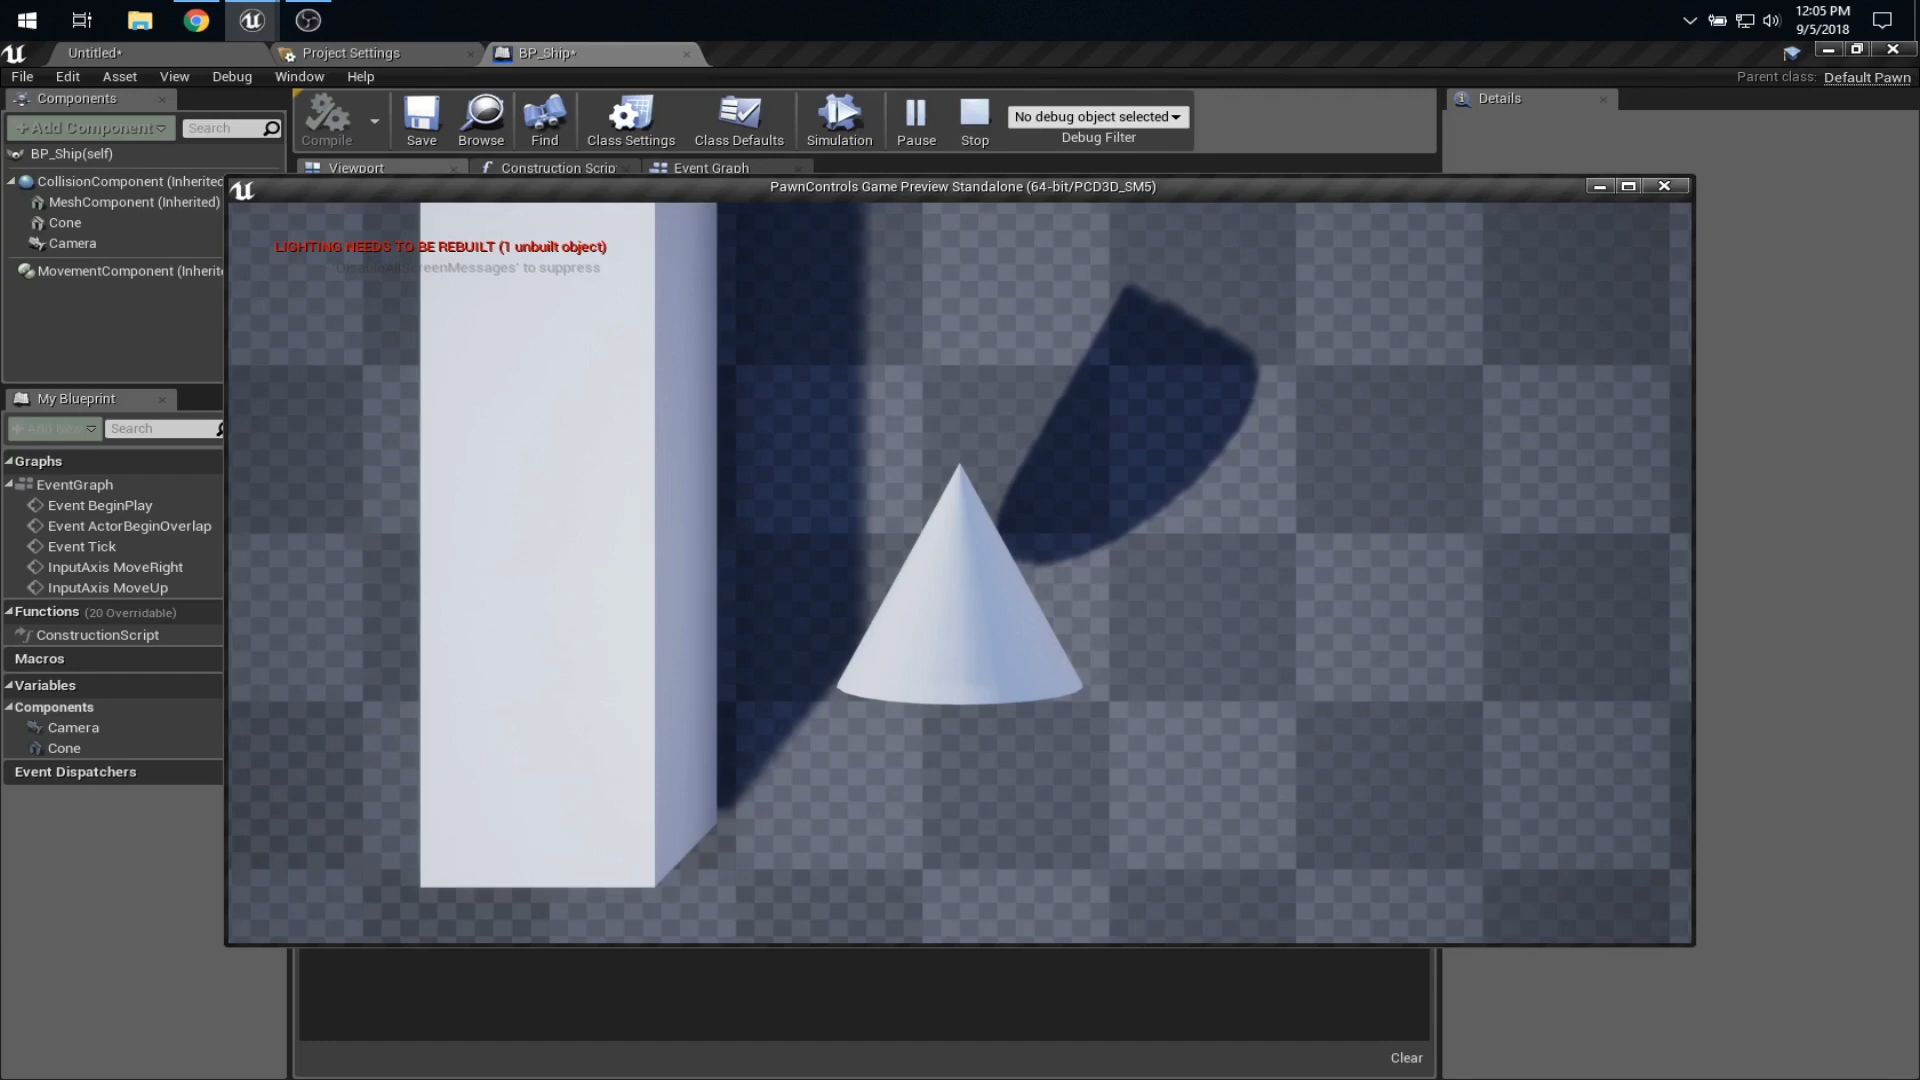 12:05 PM
9/5/2018
Untitled*
Project Settings
BP_Ship*
File Edit Asset View Debug Window Help
Parent class: Default Pawn
Components
Details
+Add Component
Search
Compile
Save
Browse
Find
Class Settings
Class Defaults
Simulation
Pause
Stop
No debug object selected
Debug Filter
BP_Ship(self)
Viewport
Construction Scrip
Event Graph
CollisionComponent (Inherited
MeshComponent (Inherited)
Cone
Camera
MovementComponent (Inherite
PawnControls Game Preview Standalone (64-bit/PCD3D_SM5)
LIGHTING NEEDS TO BE REBUILT (1 unbuilt object)
'DisableAllScreenMessages' to suppress
My Blueprint
+Add New
Search
Graphs
EventGraph
Event BeginPlay
Event ActorBeginOverlap
Event Tick
InputAxis MoveRight
InputAxis MoveUp
Functions (20 Overridable)
ConstructionScript
Macros
Variables
Components
Camera
Cone
Event Dispatchers
Clear